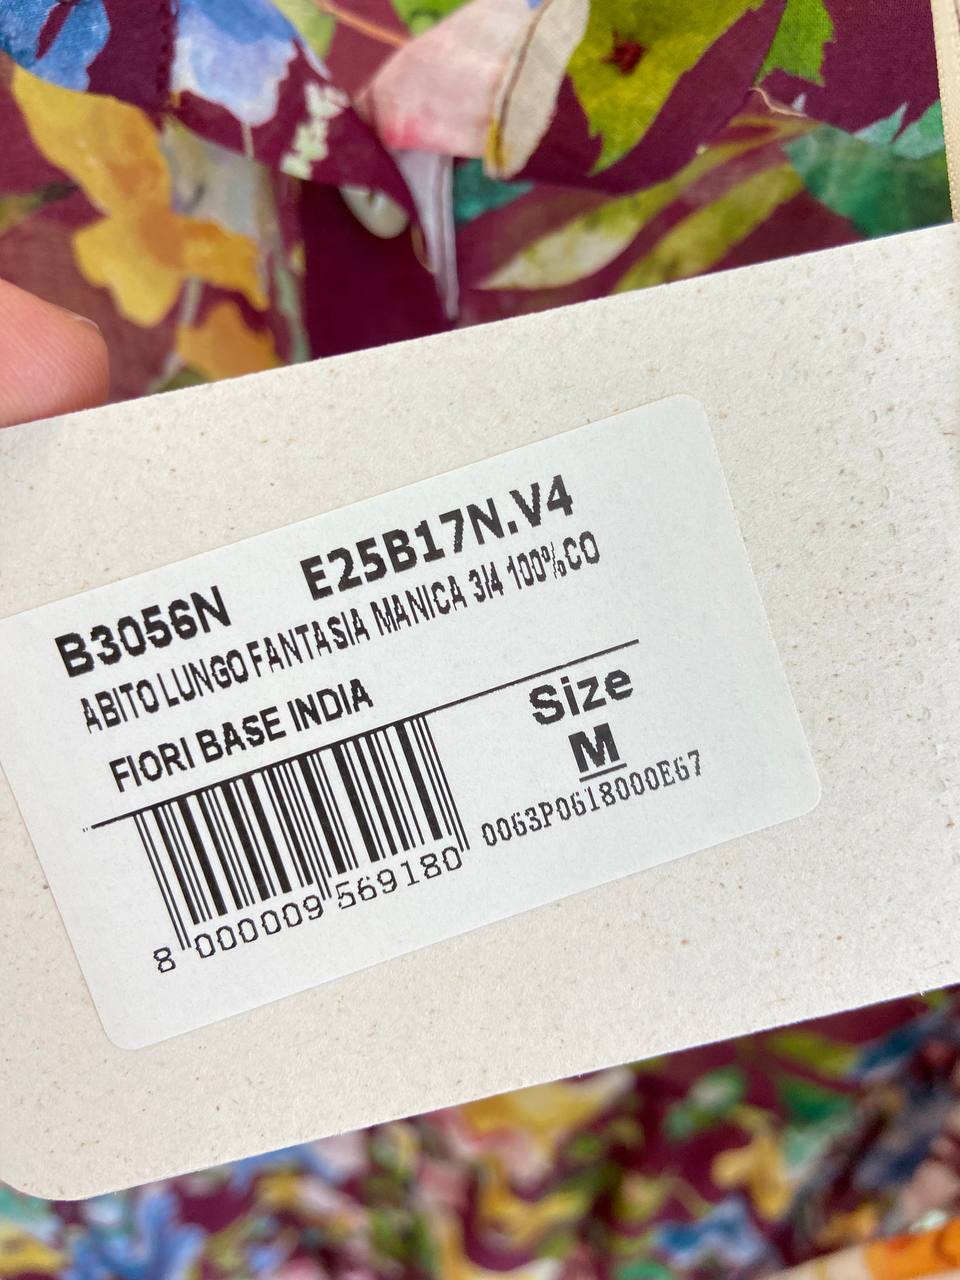 B3056N E25B17N.V4
ABITO LUNGO FANTASIA MANICA 3/4 100%CO
FIORI BASE INDIA
Size
M
0063P0618000E67
8 000009 569180